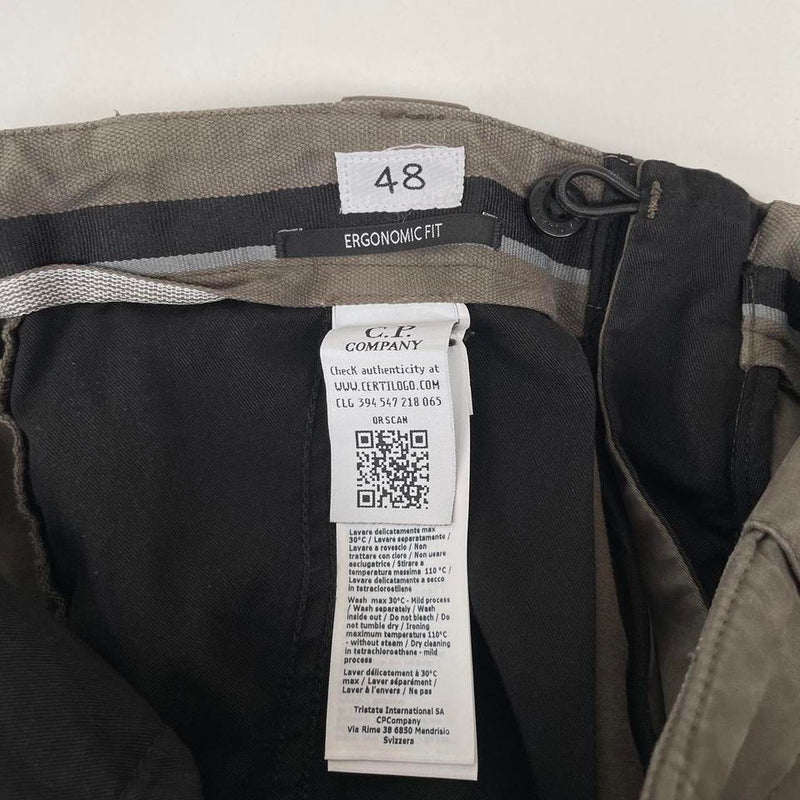 48
ERGONOMIC FIT
C.P.
COMPANY
Check authenticity at
WWW.CERTILOGO.COM
CLG 394 547 218 065
QR SCAN
Lavare delicatamente max
30°C / Lavare separatamente /
Lavare a rovescio / Non
trattare con cloro / Non usare
asciugatrice / Stirare a
temperatura massima 110 °C /
Lavare delicatamente a secco
in tetracloroetilene
Wash max 30°C - Mild process
/ Wash separately / Wash
inside out / Do not bleach / Do
not tumble dry / Ironing
maximum temperature 110°C
- without steam / Dry cleaning
in tetrachloroethene - mild
process
Laver délicatement à 30°C
max / Laver séparément /
Laver à l'envers / Ne pas
Tristate International SA
CPCompany
Via Rime 38 6850 Mendrisio
Svizzera